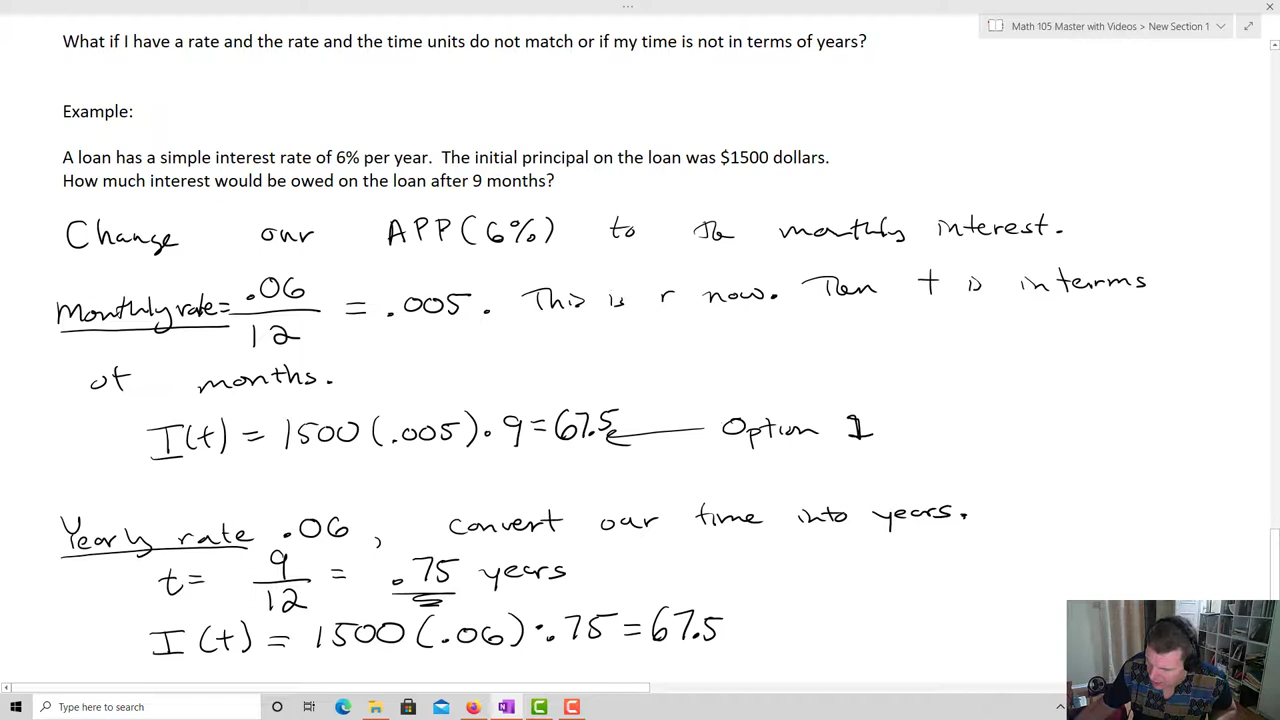 Math 105 Master with Videos > New Section 1
What if I have a rate and the rate and the time units do not match or if my time is not in terms of years?
Example:
A loan has a simple interest rate of 6% per year. The initial principal on the loan was $1500 dollars.
How much interest would be owed on the loan after 9 months?
Change our APP(6%) to the monthly interest.
Monthly rate = .06/12 = .005. This is r now. Then t is in terms
of months.
I(t) = 1500(.005)·9=67.5 Option 1
Yearly rate .06, convert our time into years.
t= 9/12 = .75 years
I(t) = 1500(.06)·.75=67.5
Type here to search